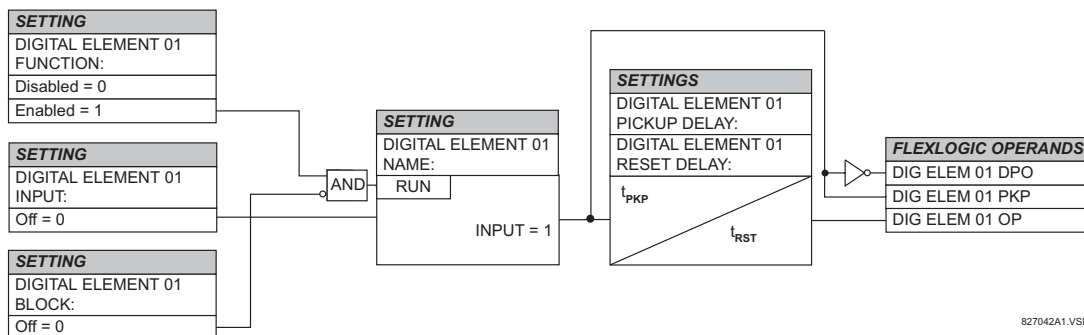 SETTING
DIGITAL ELEMENT 01
FUNCTION:
Disabled = 0
Enabled = 1
SETTING
DIGITAL ELEMENT 01
INPUT:
Off = 0
SETTING
DIGITAL ELEMENT 01
BLOCK:
Off = 0
AND
SETTING
DIGITAL ELEMENT 01
NAME:
RUN
INPUT = 1
SETTINGS
DIGITAL ELEMENT 01
PICKUP DELAY:
DIGITAL ELEMENT 01
RESET DELAY:
tPKP
tRST
FLEXLOGIC OPERANDS
DIG ELEM 01 DPO
DIG ELEM 01 PKP
DIG ELEM 01 OP